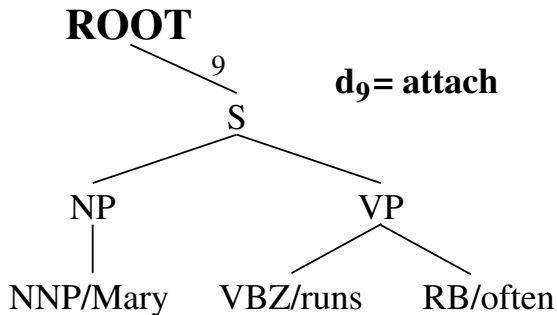 ROOT
9
d9= attach
S
NP VP
NNP/Mary VBZ/runs RB/often